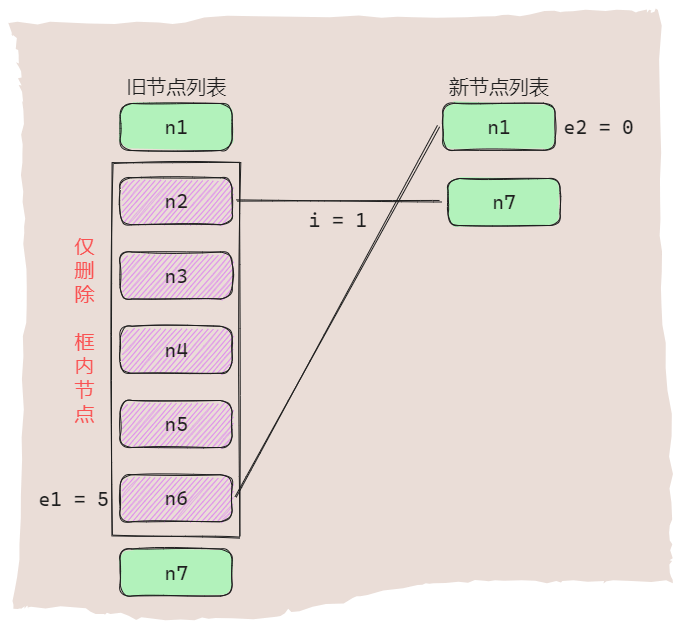 旧节点列表
新节点列表
n1
n1
e2 = 0
n2
n7
i = 1
仅删除 框内节点
n3
n4
n5
e1 = 5
n6
n7